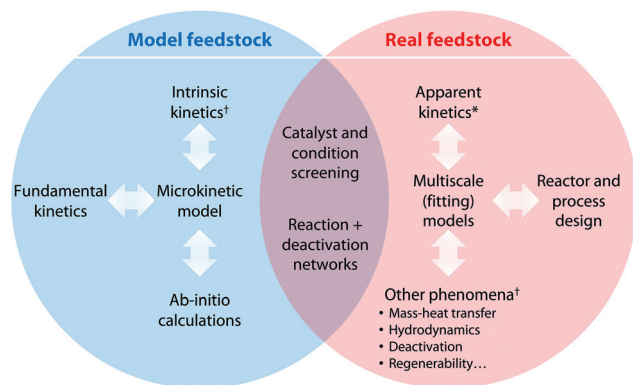 Model feedstock
Real feedstock
Intrinsic
kinetics†
Fundamental
kinetics
Microkinetic
model
Ab-initio
calculations
Catalyst and
condition
screening
Reaction +
deactivation
networks
Apparent
kinetics*
Multiscale
(fitting)
models
Reactor and
process
design
Other phenomena†
• Mass-heat transfer
• Hydrodynamics
• Deactivation
• Regenerability...